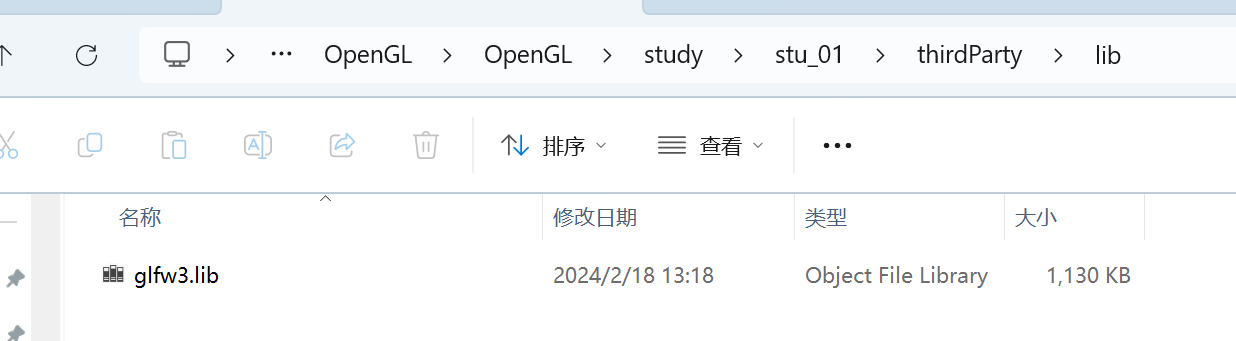 OpenGL > OpenGL > study > stu_01 > thirdParty > lib
排序 查看
名称 修改日期 类型 大小
glfw3.lib 2024/2/18 13:18 Object File Library 1,130 KB